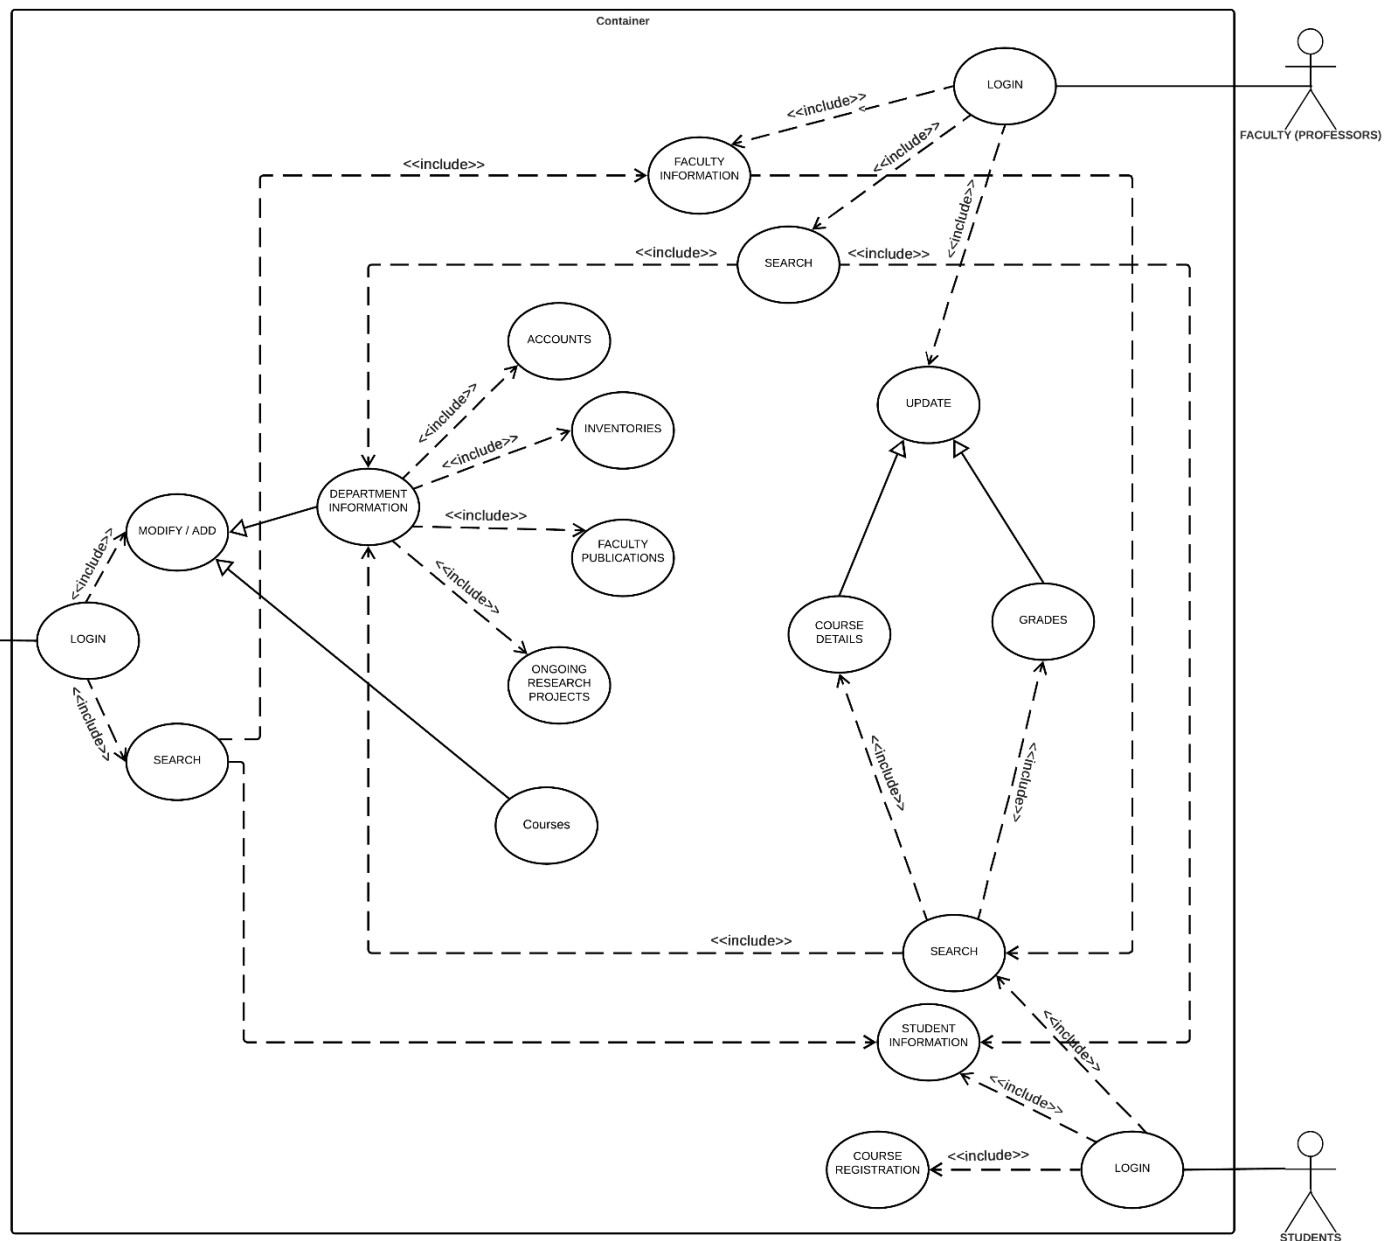 Container
LOGIN
<<include>>
FACULTY (PROFESSORS)
<<include>>
<<include>>
FACULTY
INFORMATION
<<include>>
<<include>>
<<include>>
SEARCH
<<include>>
ACCOUNTS
<<include>>
UPDATE
INVENTORIES
<<include>>
DEPARTMENT
INFORMATION
<<include>>
MODIFY / ADD
FACULTY
PUBLICATIONS
<<include>>
<<include>>
LOGIN
COURSE
DETAILS
GRADES
ONGOING
RESEARCH
PROJECTS
<<include>>
SEARCH
<<include>>
<<include>>
Courses
<<include>>
SEARCH
STUDENT
INFORMATION
<<include>>
<<include>>
COURSE
REGISTRATION
<<include>>
LOGIN
STUDENTS